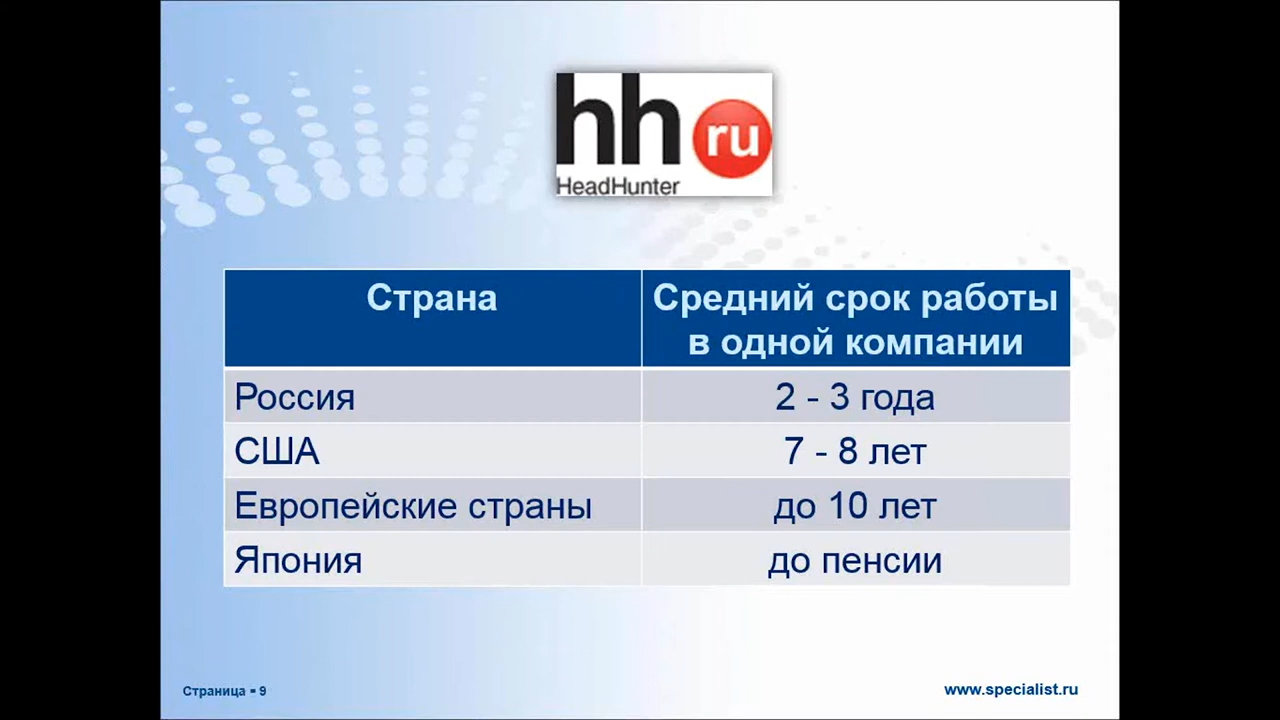 hh ru
HeadHunter
Страна
Средний срок работы
в одной компании
Россия
2 - 3 года
США
7 - 8 лет
Европейские страны
до 10 лет
Япония
до пенсии
Страница ▪ 9
www.specialist.ru